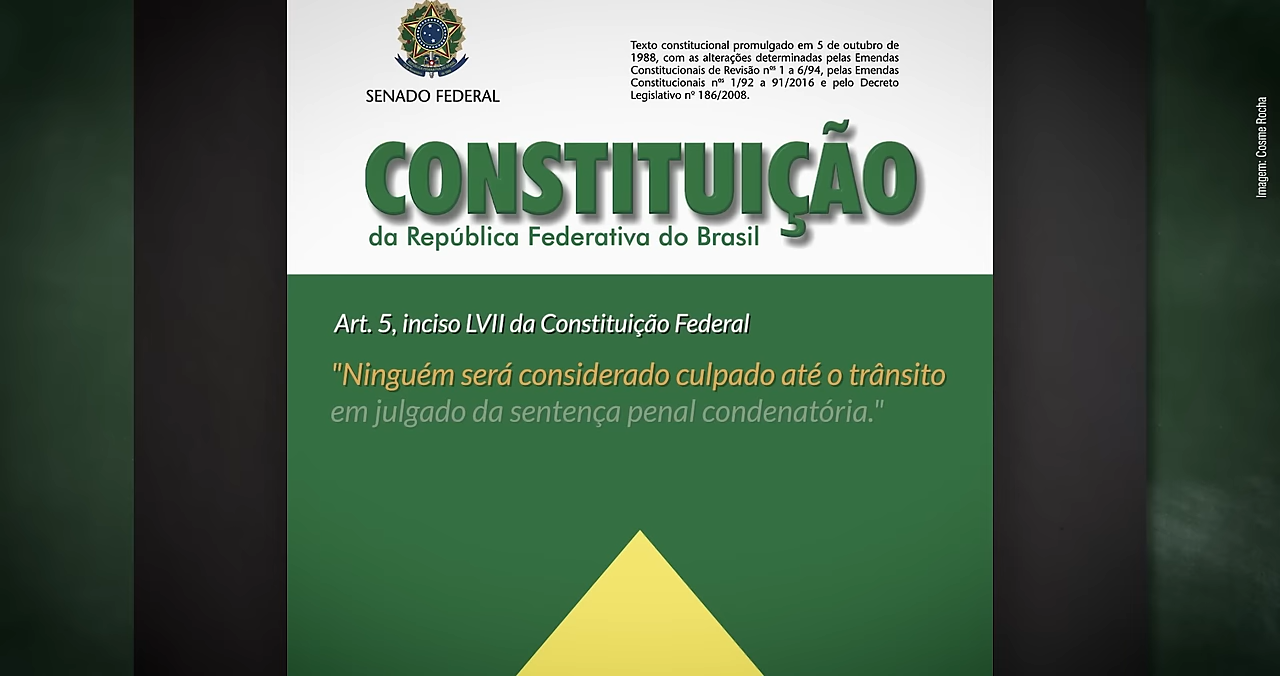 SENADO FEDERAL
Texto constitucional promulgado em 5 de outubro de
1988, com as alterações determinadas pelas Emendas
Constitucionais de Revisão nºs 1 a 6/94, pelas Emendas
Constitucionais nºs 1/92 a 91/2016 e pelo Decreto
Legislativo nº 186/2008.
CONSTITUIÇÃO
da República Federativa do Brasil
Art. 5, inciso LVII da Constituição Federal
"Ninguém será considerado culpado até o trânsito
em julgado da sentença penal condenatória."
Imagem: Cosme Rocha